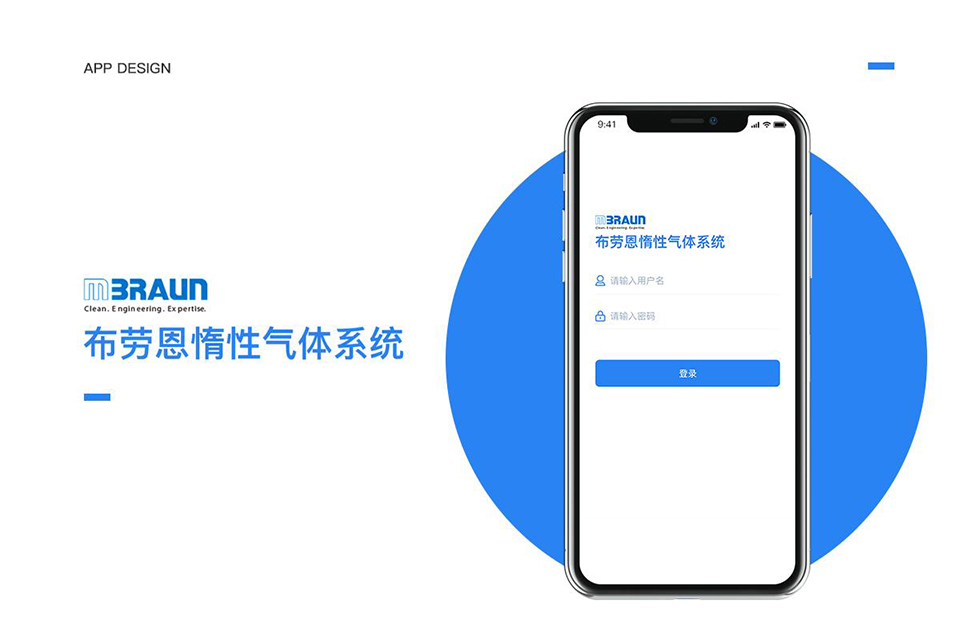 APP DESIGN
mBRAUN
Clean. Engineering. Expertise.
布劳恩惰性气体系统
9:41
mBRAUN
Clean. Engineering. Expertise.
布劳恩惰性气体系统
请输入用户名
请输入密码
登录